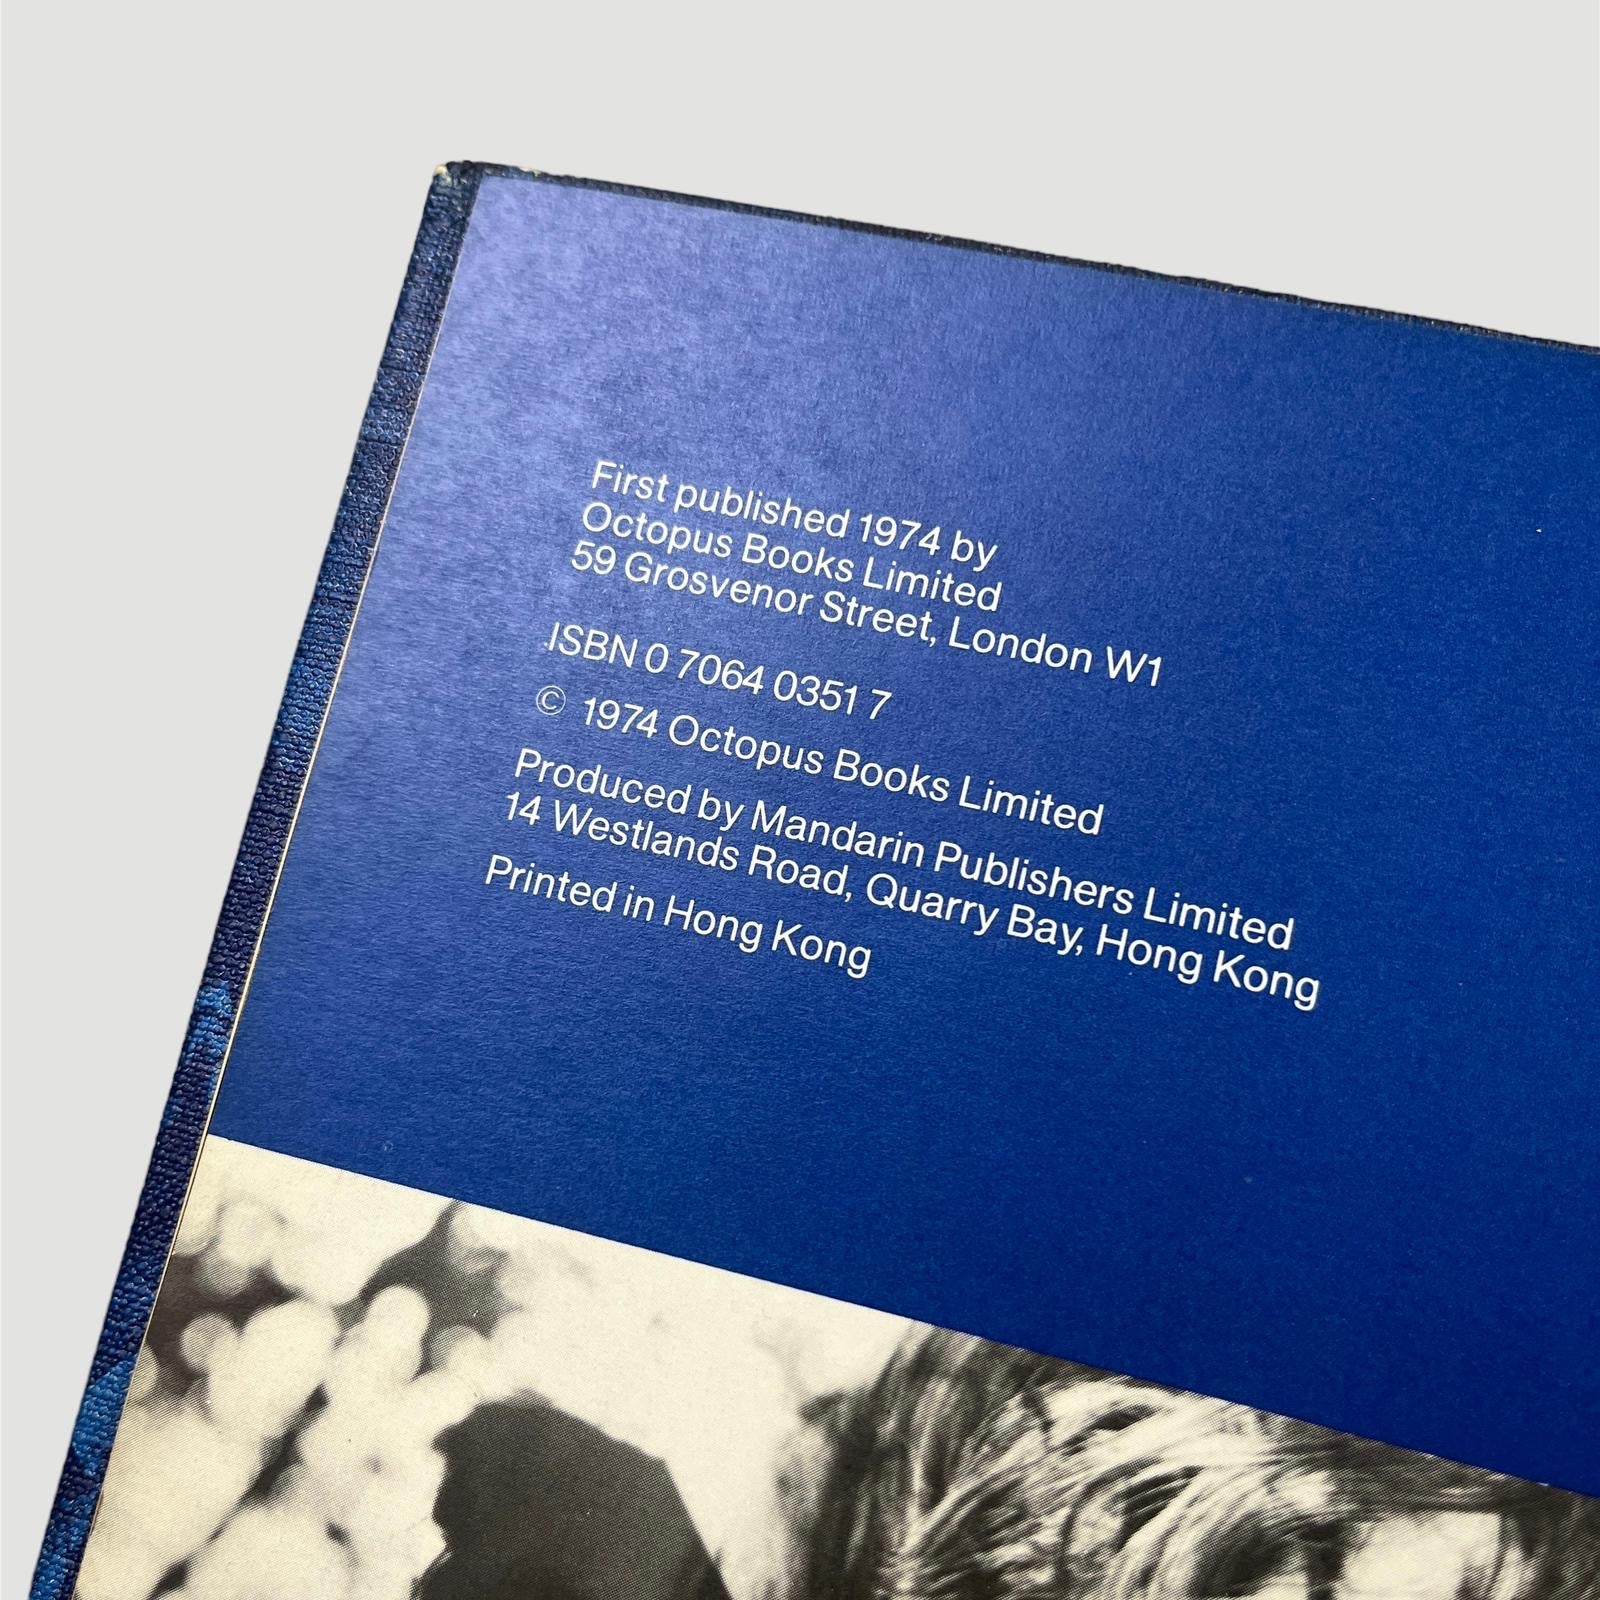 First published 1974 by
Octopus Books Limited
59 Grosvenor Street, London W1
.ISBN 0 7064 0351 7
© 1974 Octopus Books Limited
Produced by Mandarin Publishers Limited
14 Westlands Road, Quarry Bay, Hong Kong
Printed in Hong Kong